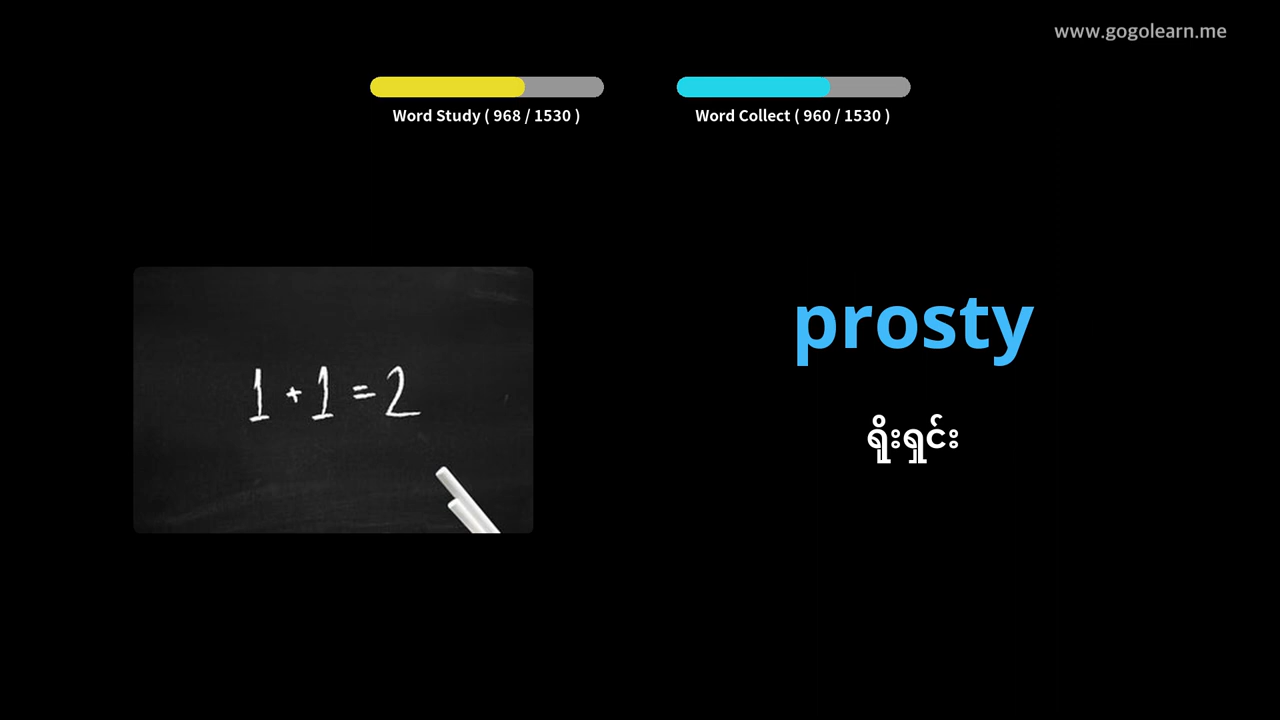 www.gogolearn.me
Word Study ( 968 / 1530 )
Word Collect ( 960 / 1530 )
1 + 1 = 2
prosty
ရိုးရှင်း